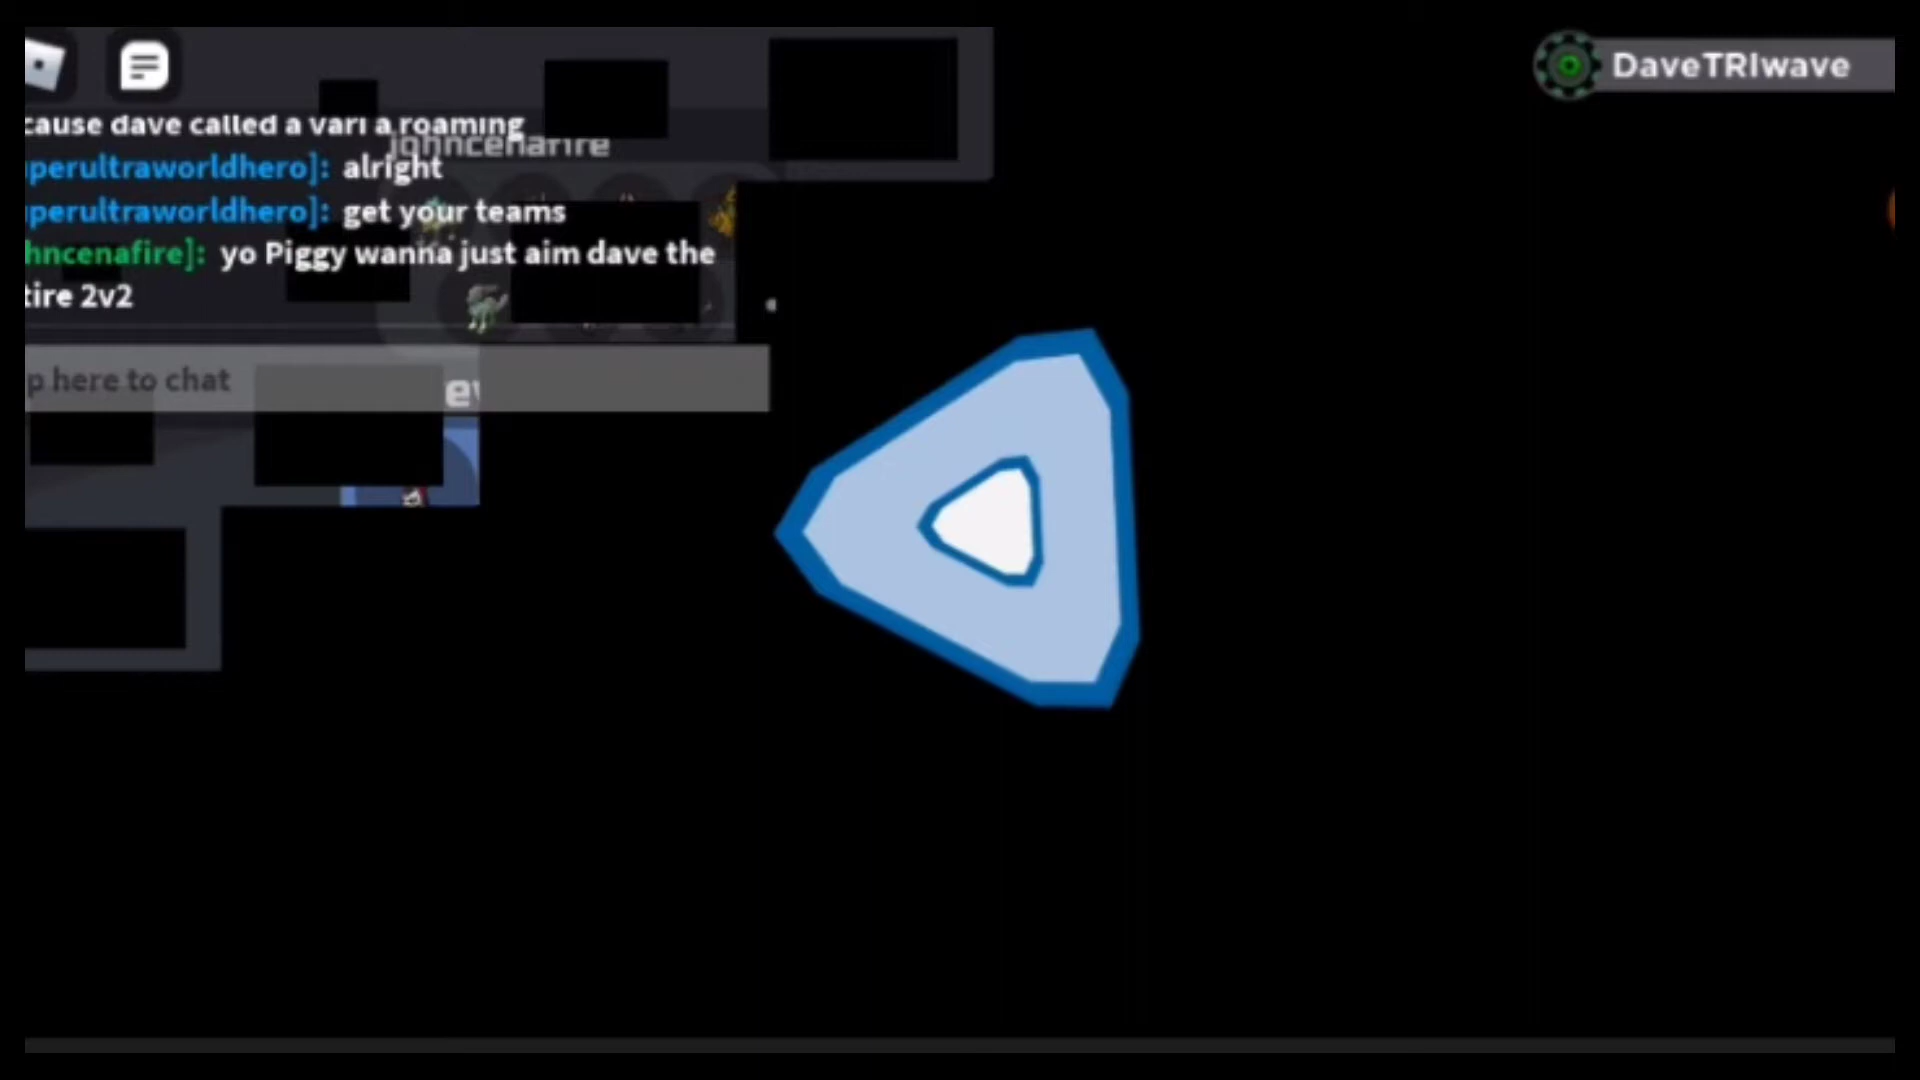 DaveTRIwave
cause dave called a vari a roaming
johncenafire
perultraworldhero]: alright
perultraworldhero]: get your teams
hncenafire]: yo Piggy wanna just aim dave the
tire 2v2
p here to chat
ev